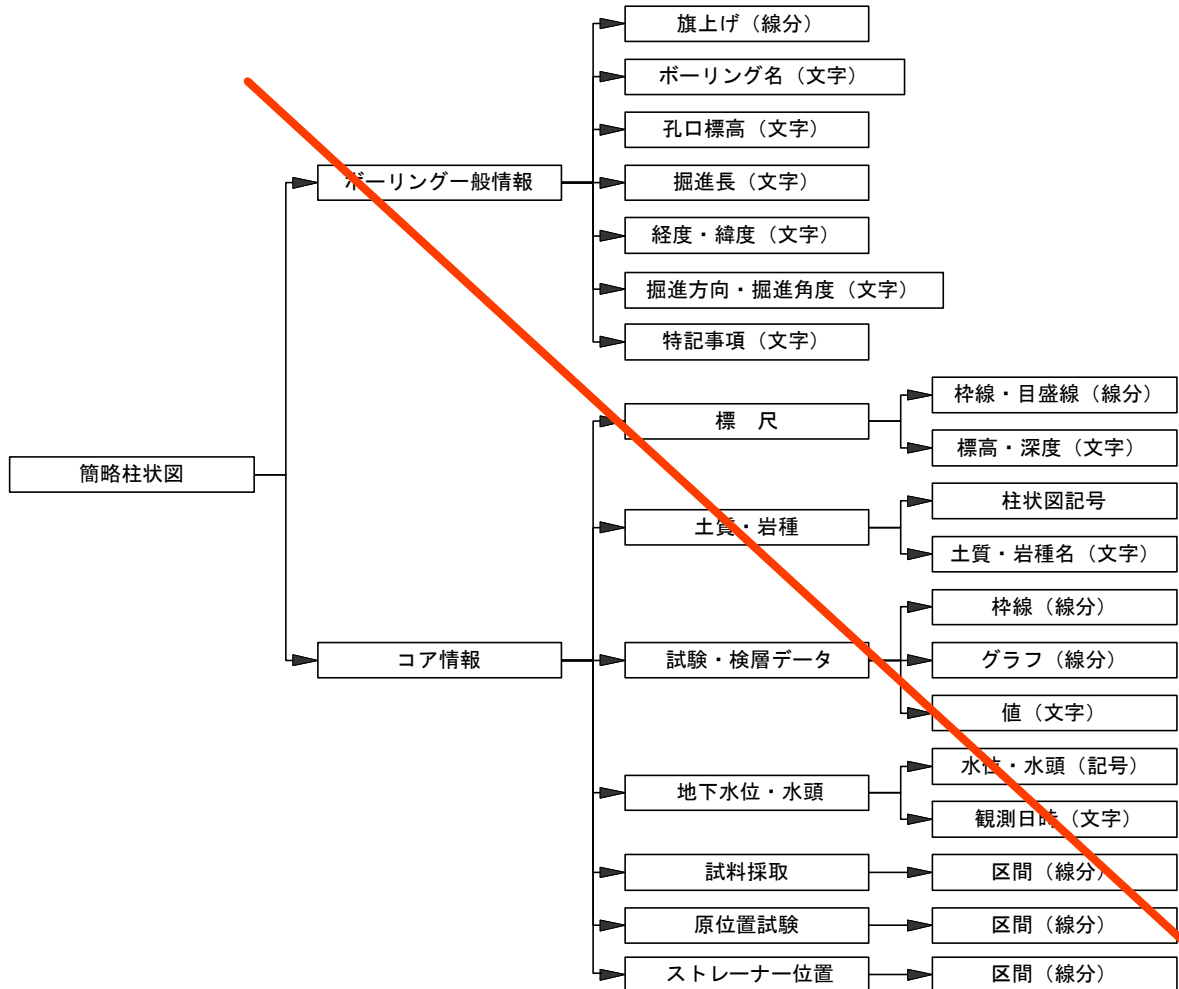 旗上げ（線分）
ボーリング名（文字）
孔口標高（文字）
ボーリング一般情報
掘進長（文字）
経度・緯度（文字）
掘進方向・掘進角度（文字）
特記事項（文字）
枠線・目盛線（線分）
標　尺
標高・深度（文字）
簡略柱状図
柱状図記号
土質・岩種
土質・岩種名（文字）
枠線（線分）
コア情報
試験・検層データ
グラフ（線分）
値（文字）
水位・水頭（記号）
地下水位・水頭
観測日時（文字）
試料採取
区間（線分）
原位置試験
区間（線分）
ストレーナー位置
区間（線分）